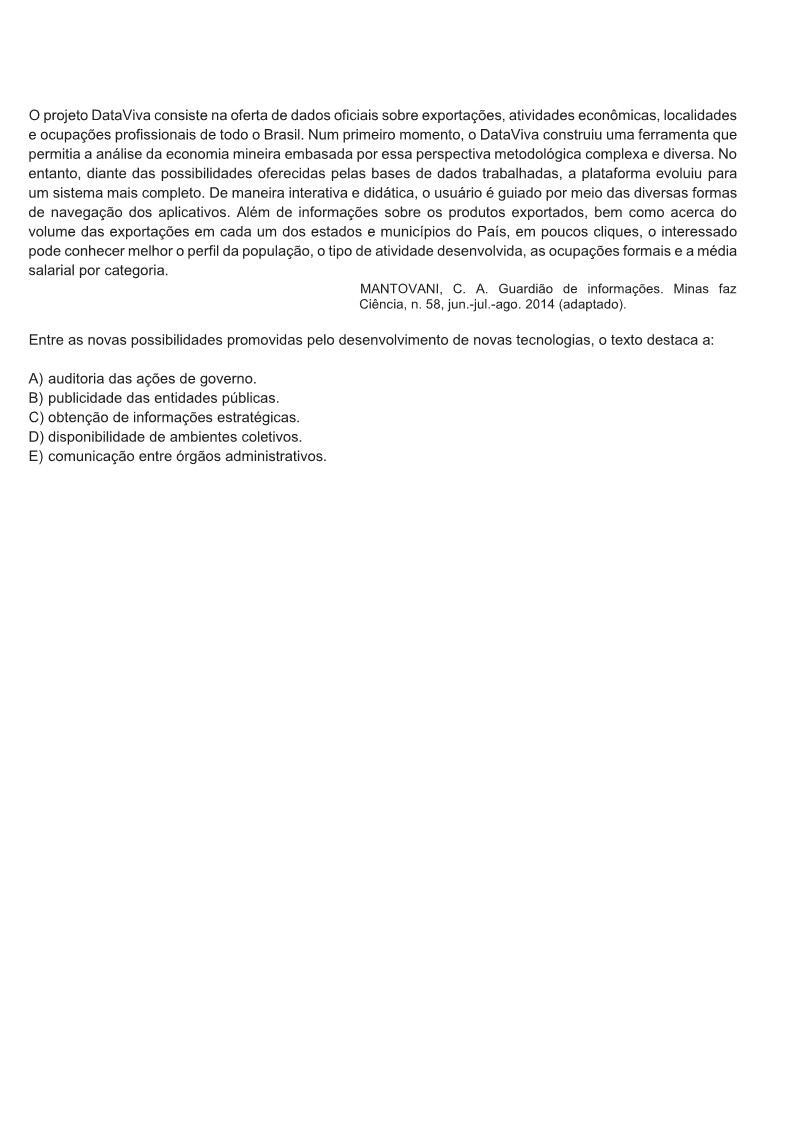 O projeto DataViva consiste na oferta de dados oficiais sobre exportações, atividades econômicas, localidades
e ocupações profissionais de todo o Brasil. Num primeiro momento, o DataViva construiu uma ferramenta que
permitia a análise da economia mineira embasada por essa perspectiva metodológica complexa e diversa. No
entanto, diante das possibilidades oferecidas pelas bases de dados trabalhadas, a plataforma evoluiu para
um sistema mais completo. De maneira interativa e didática, o usuário é guiado por meio das diversas formas
de navegação dos aplicativos. Além de informações sobre os produtos exportados, bem como acerca do
volume das exportações em cada um dos estados e municípios do País, em poucos cliques, o interessado
pode conhecer melhor o perfil da população, o tipo de atividade desenvolvida, as ocupações formais e a média
salarial por categoria.
MANTOVANI, C. A. Guardião de informações. Minas faz
Ciência, n. 58, jun.-jul.-ago. 2014 (adaptado).
Entre as novas possibilidades promovidas pelo desenvolvimento de novas tecnologias, o texto destaca a:
A) auditoria das ações de governo.
B) publicidade das entidades públicas.
C) obtenção de informações estratégicas.
D) disponibilidade de ambientes coletivos.
E) comunicação entre órgãos administrativos.